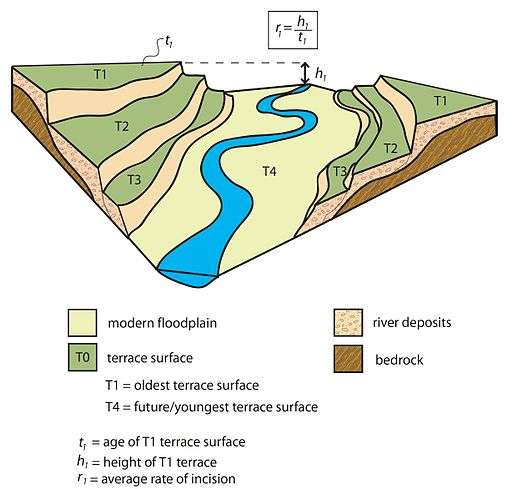 t1
r1 = h1/t1
h1
T1
T1
T2
T2
T4
T3
T3
modern floodplain
river deposits
T0 terrace surface
bedrock
T1 = oldest terrace surface
T4 = future/youngest terrace surface
t1 = age of T1 terrace surface
h1 = height of T1 terrace
r1 = average rate of incision